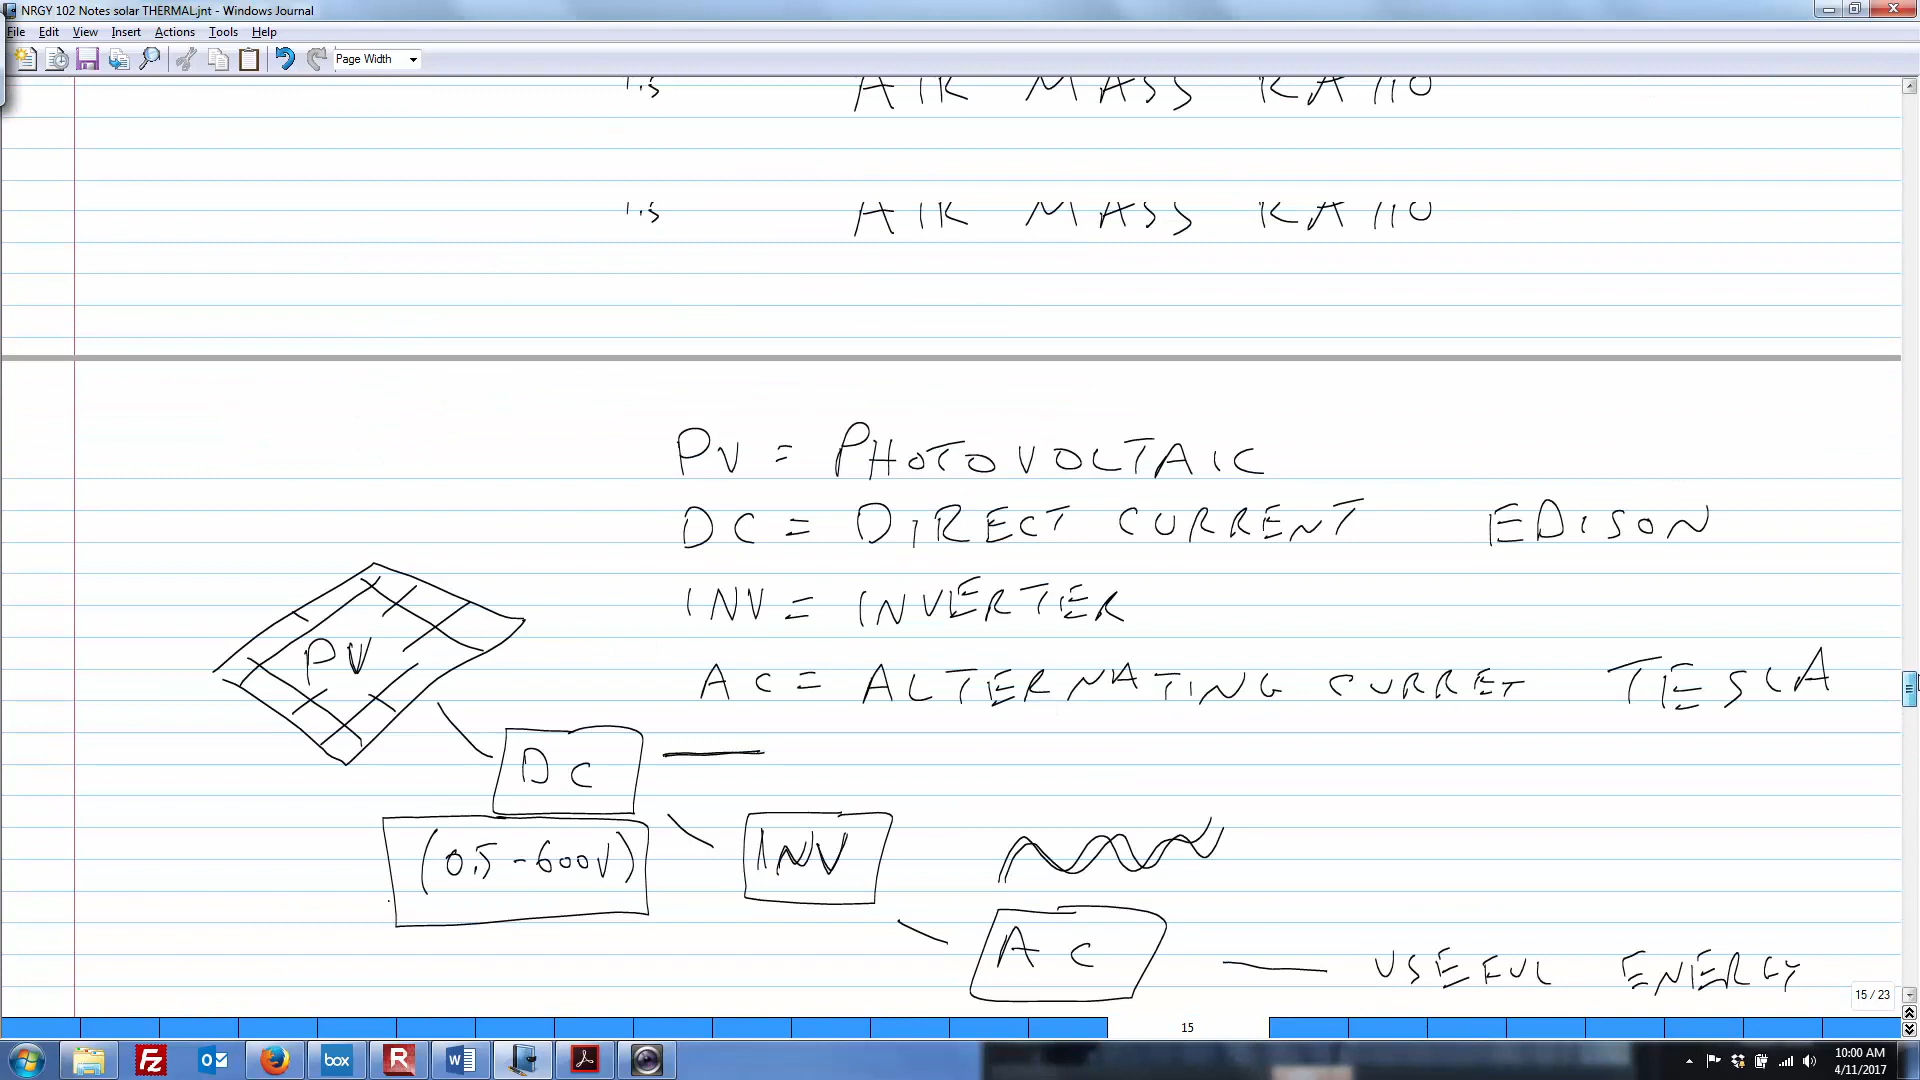 NRGY 102 Notes solar THERMAL.jnt - Windows Journal
File Edit View Insert Actions Tools Help
Page Width
1.5 AIR MASS RATIO
1.5 AIR MASS RATIO
PV = PHOTOVOLTAIC
DC = DIRECT CURRENT EDISON
INV = INVERTER
AC = ALTERNATING CURRET TESLA
PV
DC
(0.5-600V)
INV
AC
USEFUL ENERGY
15 / 23
15
Fz
box
R
W
10:00 AM
4/11/2017